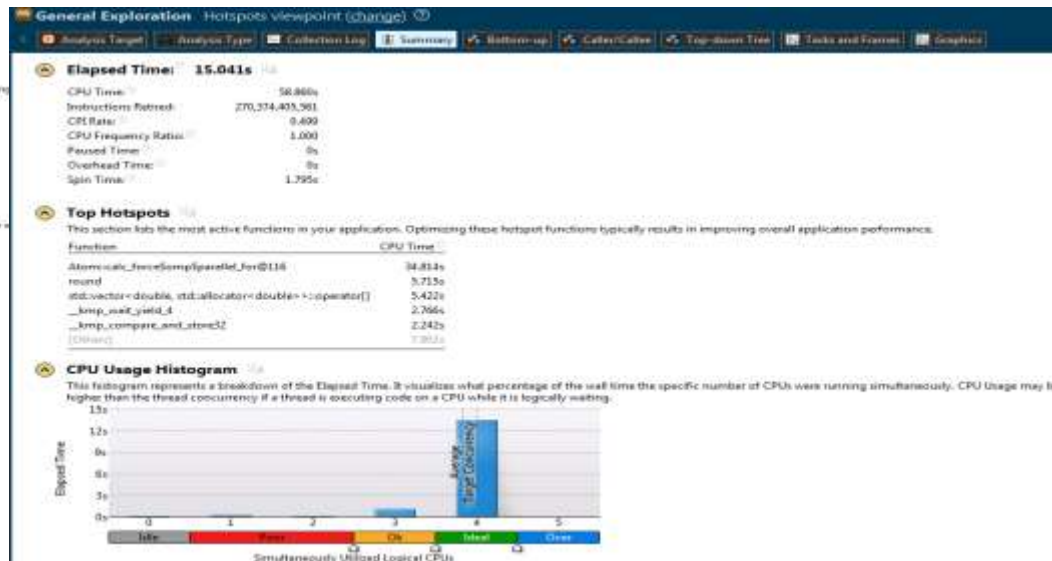 General Exploration Hotspots viewpoint (change)
Analysis Target Analysis Type Collection Log Summary Bottom-up Caller/Callee Top-down Tree Tasks and Frames Graphics
Elapsed Time: 15.041s
CPU Time:
Instructions Retired: 270,374,405,561
CPI Rate: 0.499
CPU Frequency Ratio: 1.000
Paused Time: 0s
Overhead Time: 0s
Spin Time: 1.795s
Top Hotspots
This section lists the most active functions in your application. Optimizing these hotspot functions typically results in improving overall application performance.
Function CPU Time
34.814s
round 5.715s
std::vector<double, std::allocator<double>>::operator[] 5.422s
__kmp_wait_yield_4 2.766s
__kmp_compare_and_store32 2.242s
[Others]
CPU Usage Histogram
This histogram represents a breakdown of the Elapsed Time. It visualizes what percentage of the wall time the specific number of CPUs were running simultaneously. CPU Usage may b
higher than the thread concurrency if a thread is executing code on a CPU while it is logically waiting.
Elapsed Time
15s
12s
9s
6s
3s
0s
Average
Target Concurrency
0 1 2 3 4 5
Idle Poor Ok Ideal Over
Simultaneously Utilized Logical CPUs